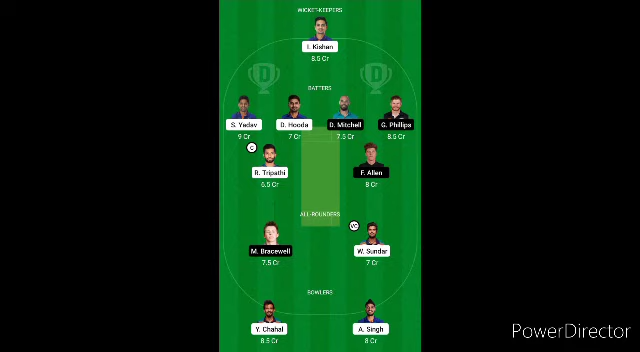 WICKET-KEEPERS
I. Kishan
8.5 Cr
BATTERS
S. Yadav
D. Hooda
D. Mitchell
G. Phillips
9 Cr
7 Cr
7.5 Cr
8.5 Cr
C
R. Tripathi
F. Allen
6.5 Cr
8 Cr
ALL-ROUNDERS
VC
M. Bracewell
W. Sundar
7.5 Cr
7 Cr
BOWLERS
Y. Chahal
A. Singh
8.5 Cr
8 Cr
PowerDirector